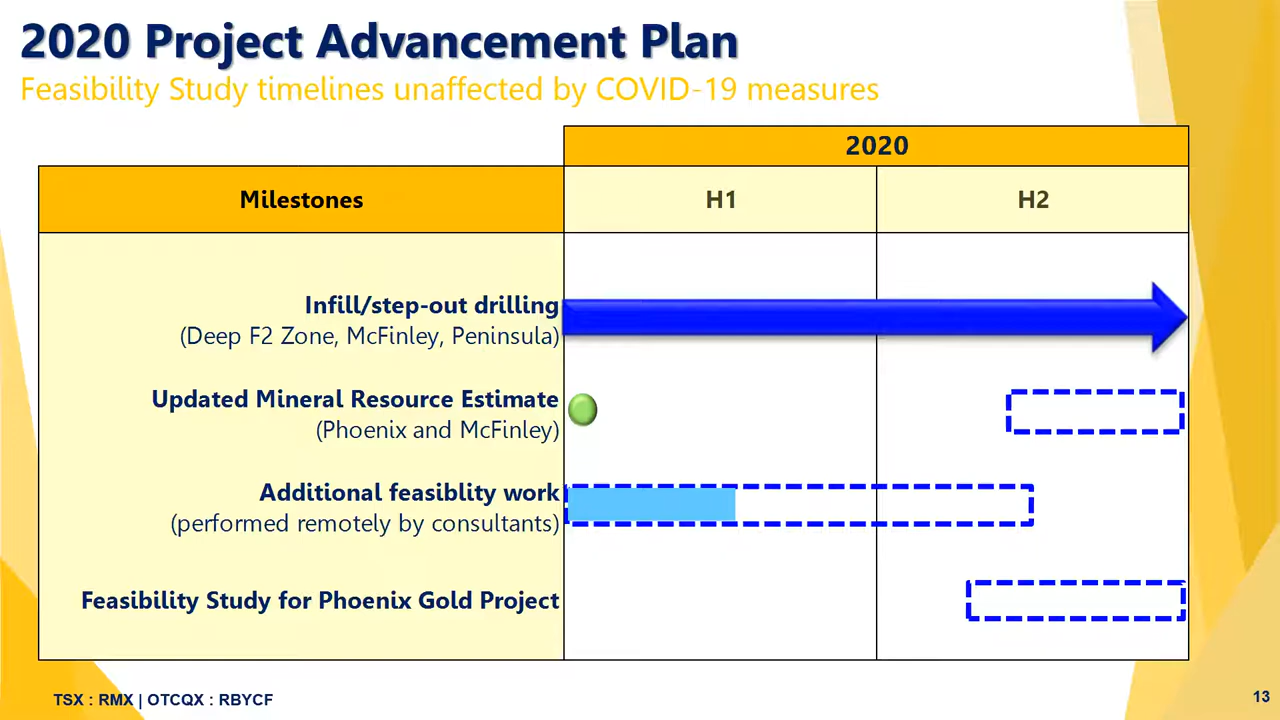 2020 Project Advancement Plan
Feasibility Study timelines unaffected by COVID-19 measures
2020
Milestones
H1
H2
Infill/step-out drilling
(Deep F2 Zone, McFinley, Peninsula)
Updated Mineral Resource Estimate
(Phoenix and McFinley)
Additional feasiblity work
(performed remotely by consultants)
Feasibility Study for Phoenix Gold Project
TSX : RMX | OTCQX : RBYCF
13